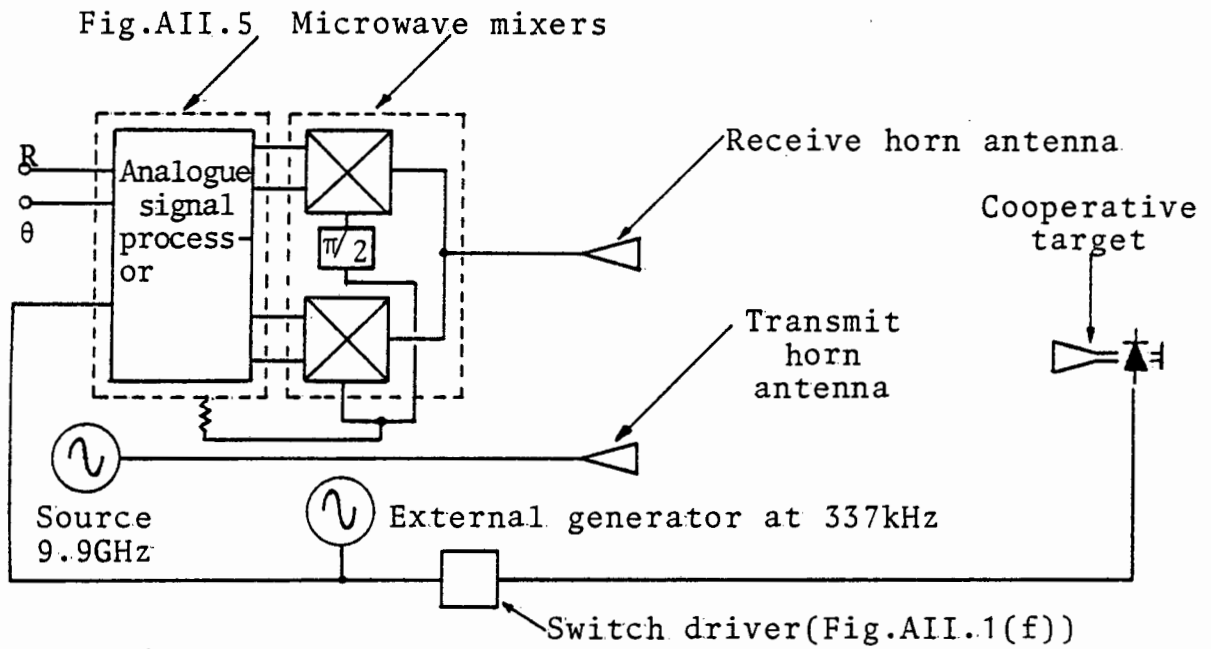 Fig.AII.5 Microwave mixers
Receive horn antenna
R
θ
Analogue
signal
process-
or
π/2
Cooperative
target
Transmit
horn
antenna
Source
9.9GHz
External generator at 337kHz
Switch driver(Fig.AII.1(f))